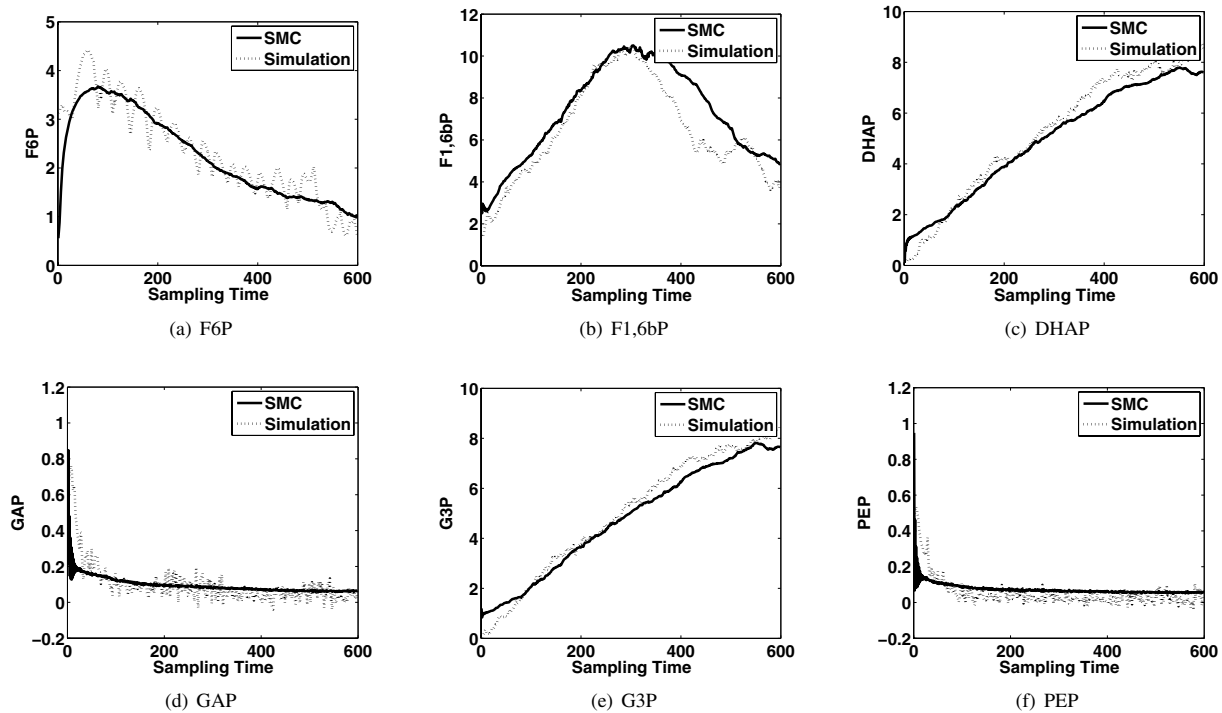 5
4
3
2
1
0
F6P
0 200 400 600
Sampling Time
SMC
Simulation
(a) F6P
12
10
8
6
4
2
0
F1,6bP
0 200 400 600
Sampling Time
SMC
Simulation
(b) F1,6bP
10
8
6
4
2
0
DHAP
0 200 400 600
Sampling Time
SMC
Simulation
(c) DHAP
1.2
1
0.8
0.6
0.4
0.2
0
−0.2
GAP
0 200 400 600
Sampling Time
SMC
Simulation
(d) GAP
10
8
6
4
2
0
G3P
0 200 400 600
Sampling Time
SMC
Simulation
(e) G3P
1.2
1
0.8
0.6
0.4
0.2
0
−0.2
PEP
0 200 400 600
Sampling Time
SMC
Simulation
(f) PEP